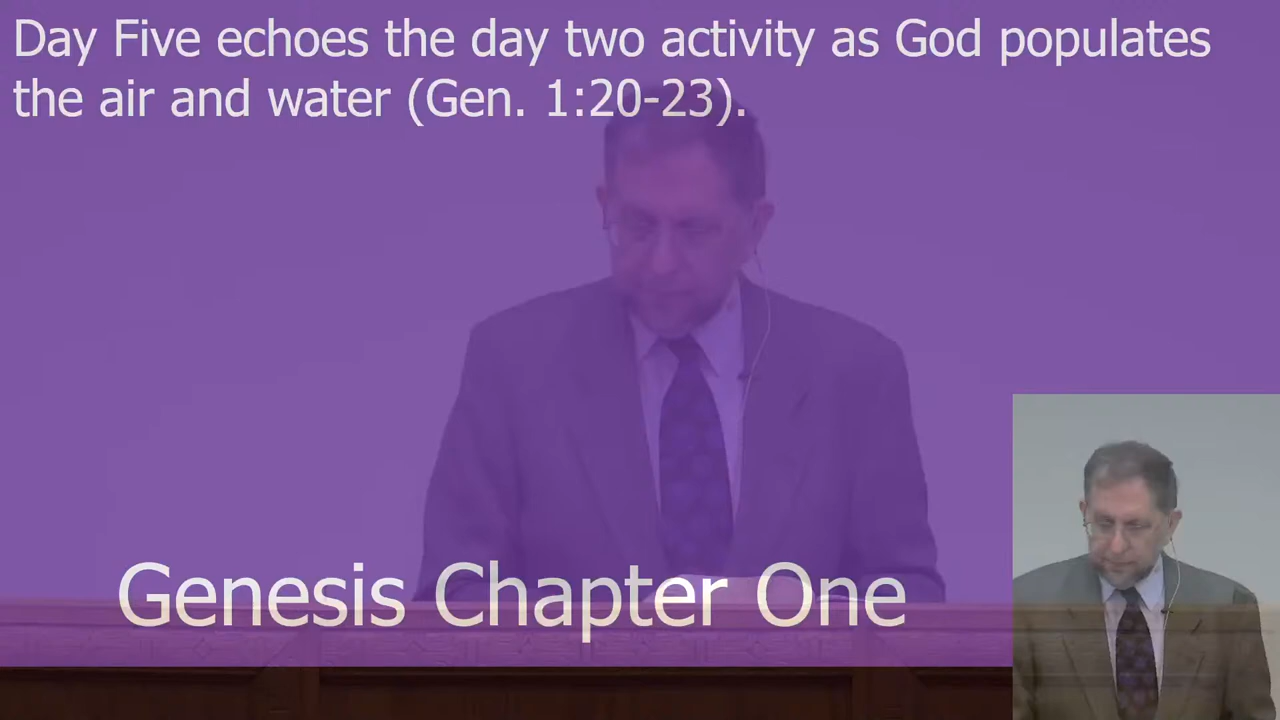 Day Five echoes the day two activity as God populates
the air and water (Gen. 1:20-23).
Genesis Chapter One